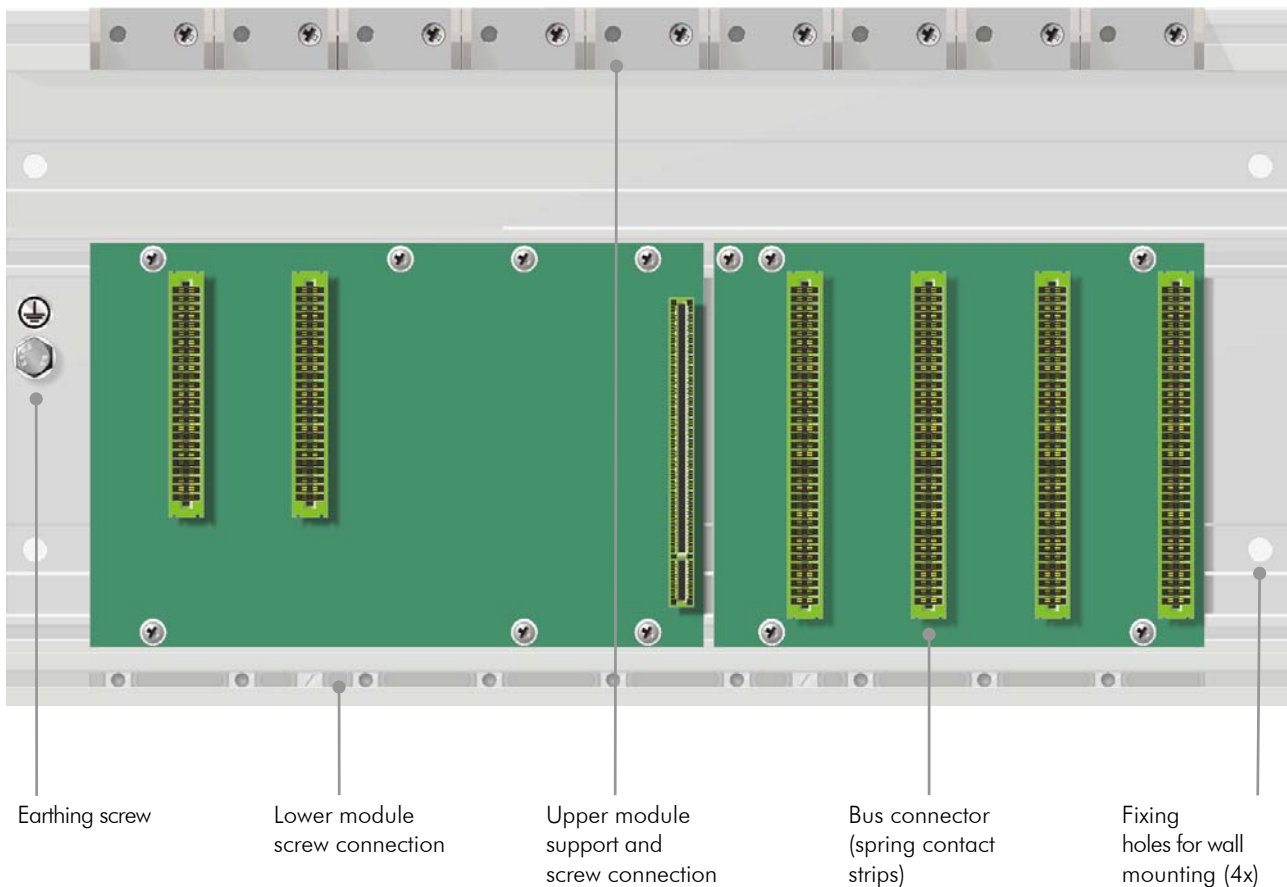 Earthing screw
Lower module
screw connection
Upper module
support and
screw connection
Bus connector
(spring contact
strips)
Fixing
holes for wall
mounting (4x)